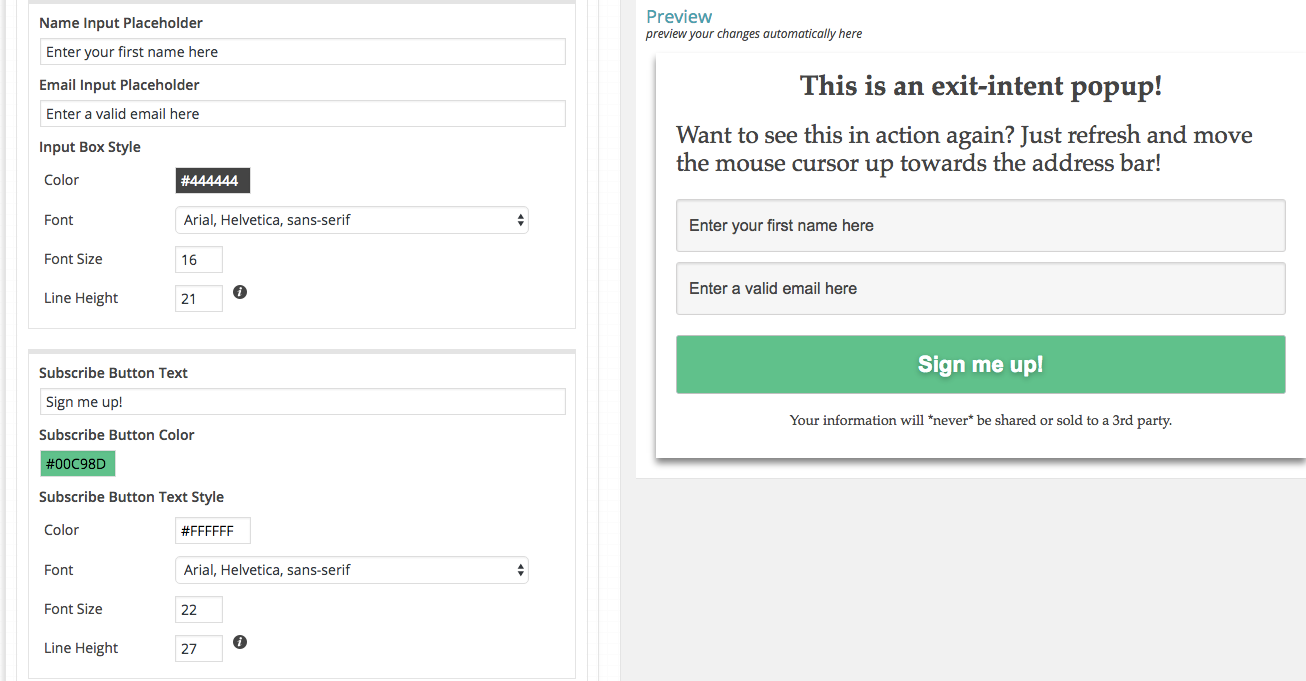 Name Input Placeholder
Enter your first name here
Email Input Placeholder
Enter a valid email here
Input Box Style
Color
#444444
Font
Arial, Helvetica, sans-serif
Font Size
16
Line Height
21
i
Subscribe Button Text
Sign me up!
Subscribe Button Color
#00C98D
Subscribe Button Text Style
Color
#FFFFFF
Font
Arial, Helvetica, sans-serif
Font Size
22
Line Height
27
i
Preview
preview your changes automatically here
This is an exit-intent popup!
Want to see this in action again? Just refresh and move
the mouse cursor up towards the address bar!
Enter your first name here
Enter a valid email here
Sign me up!
Your information will *never* be shared or sold to a 3rd party.